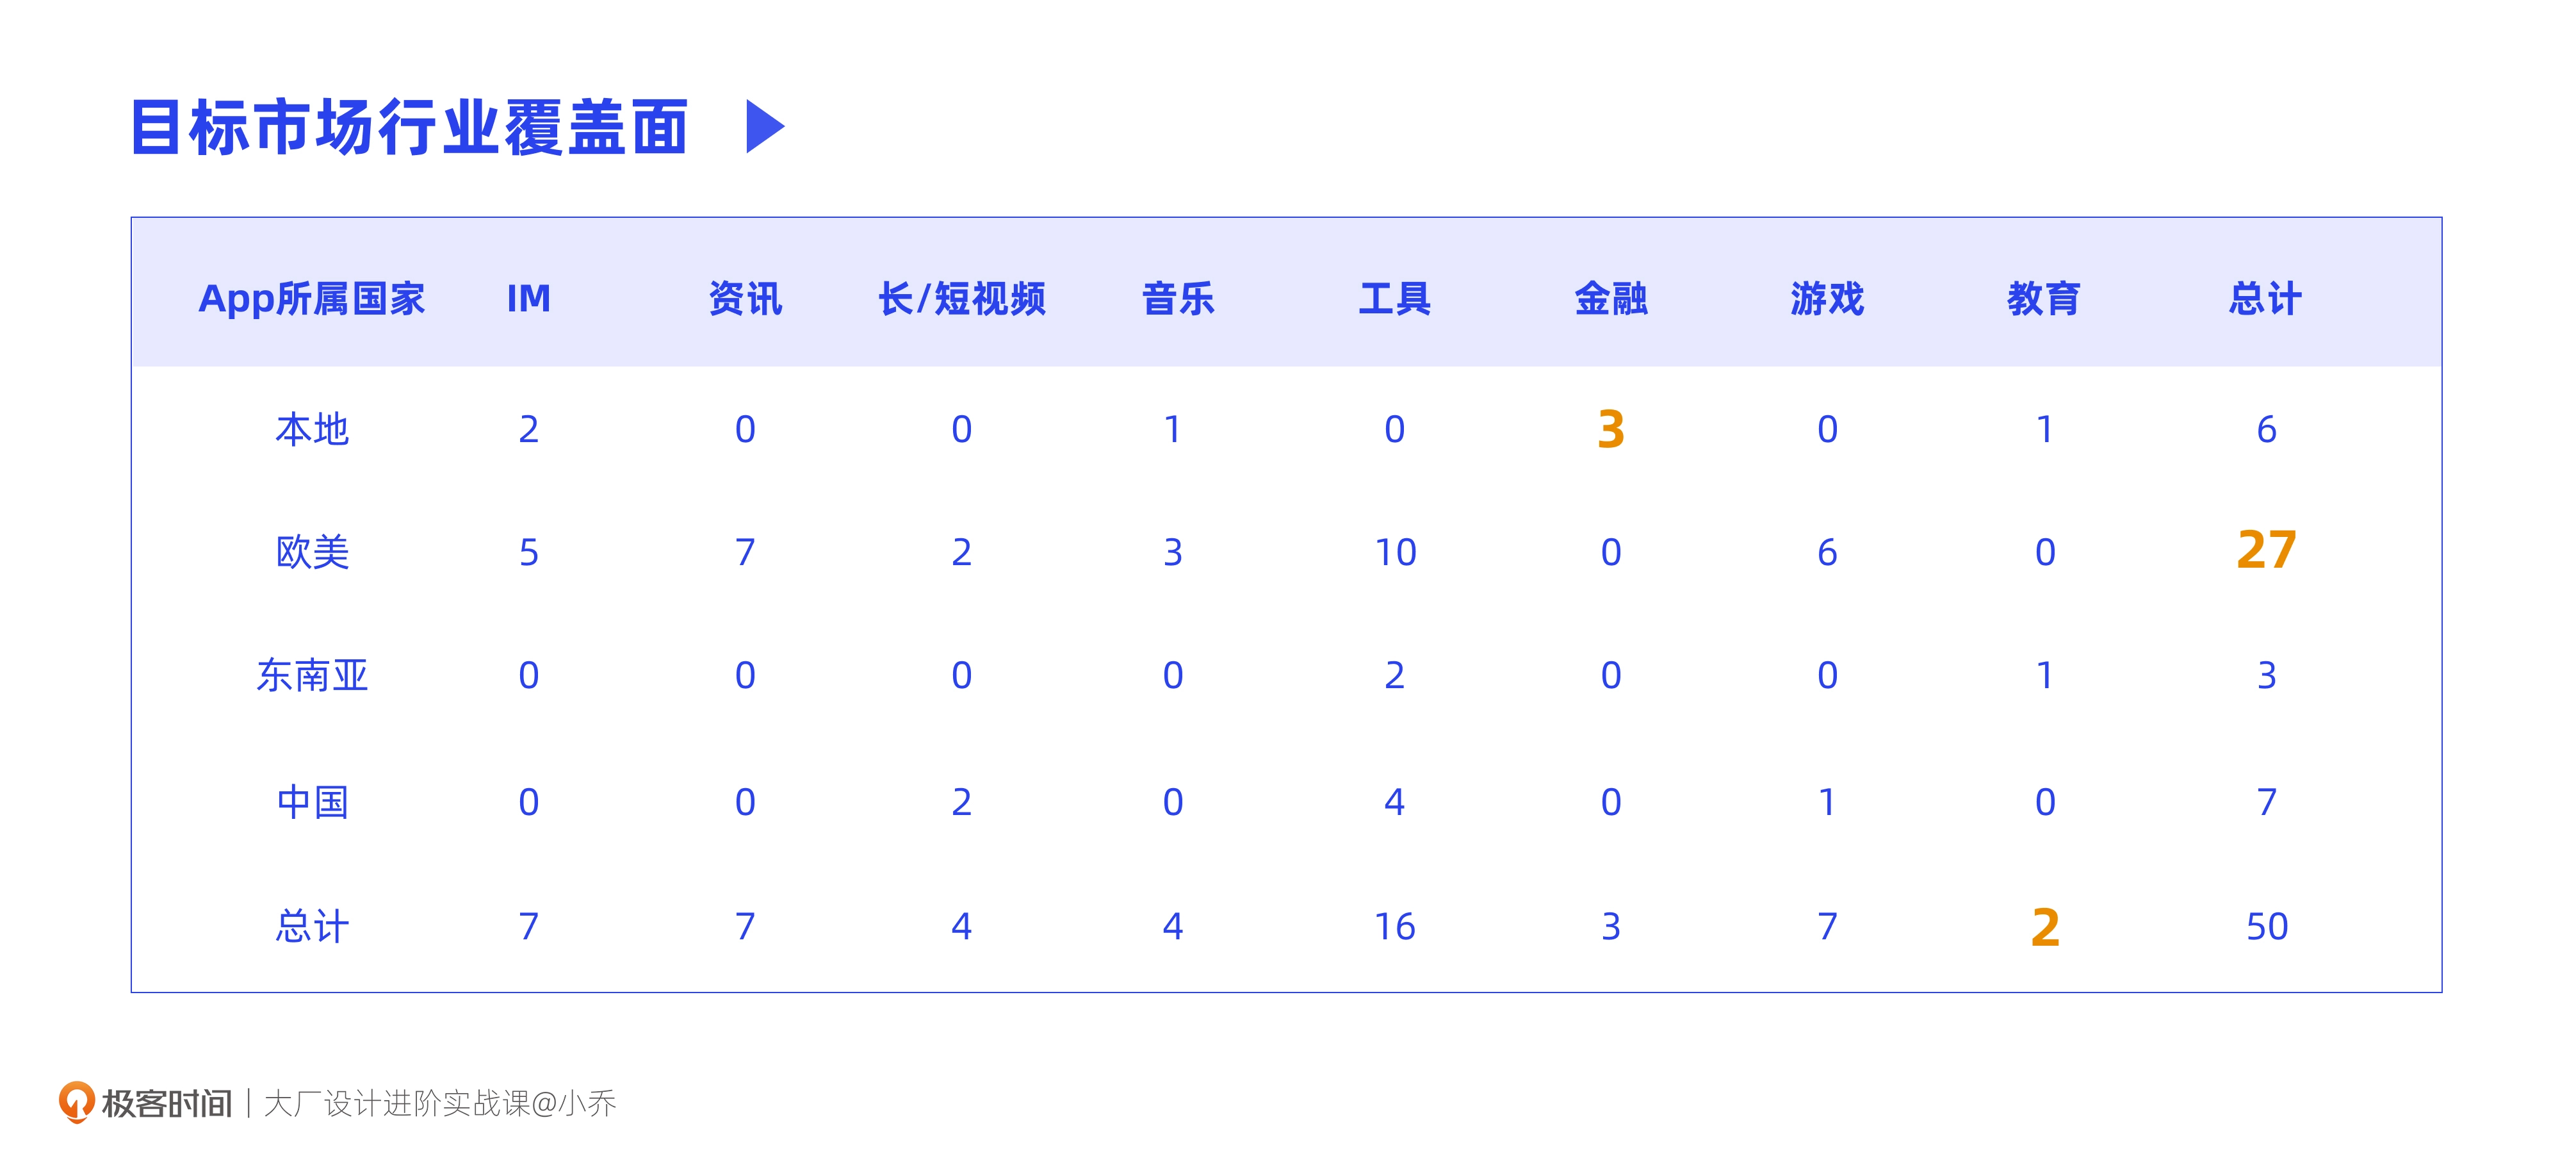 目标市场行业覆盖面
App所属国家 IM 资讯 长/短视频 音乐 工具 金融 游戏 教育 总计
本地 2 0 0 1 0 3 0 1 6
欧美 5 7 2 3 10 0 6 0 27
东南亚 0 0 0 0 2 0 0 1 3
中国 0 0 2 0 4 0 1 0 7
总计 7 7 4 4 16 3 7 2 50
极客时间 | 大厂设计进阶实战课@小乔